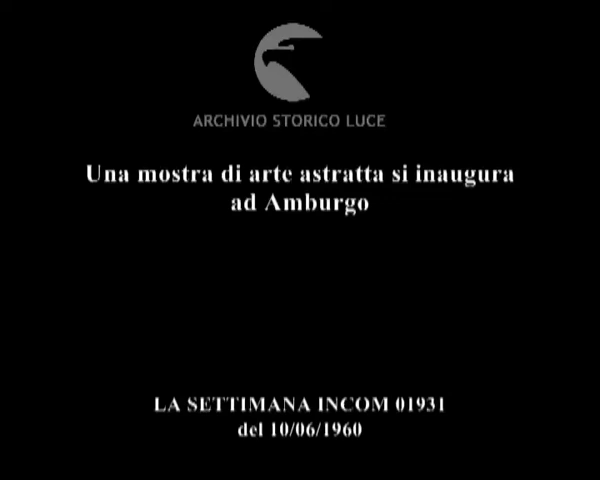 ARCHIVIO STORICO LUCE
Una mostra di arte astratta si inaugura
ad Amburgo
LA SETTIMANA INCOM 01931
del 10/06/1960